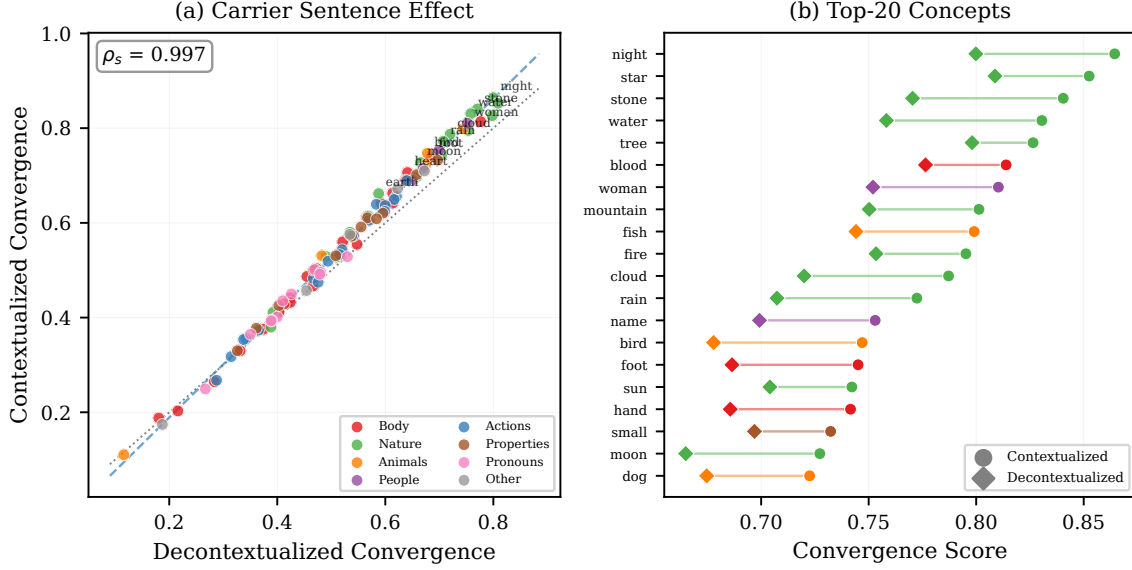 (a) Carrier Sentence Effect
ρs = 0.997
Contextualized Convergence
1.0
0.8
0.6
0.4
0.2
0.2
0.4
0.6
0.8
Decontextualized Convergence
night
stone
water
woman
cloud
rain
bird
foot
moon
heart
earth
Body
Nature
Animals
People
Actions
Properties
Pronouns
Other
(b) Top-20 Concepts
night
star
stone
water
tree
blood
woman
mountain
fish
fire
cloud
rain
name
bird
foot
sun
hand
small
moon
dog
Contextualized
Decontextualized
0.70
0.75
0.80
0.85
Convergence Score